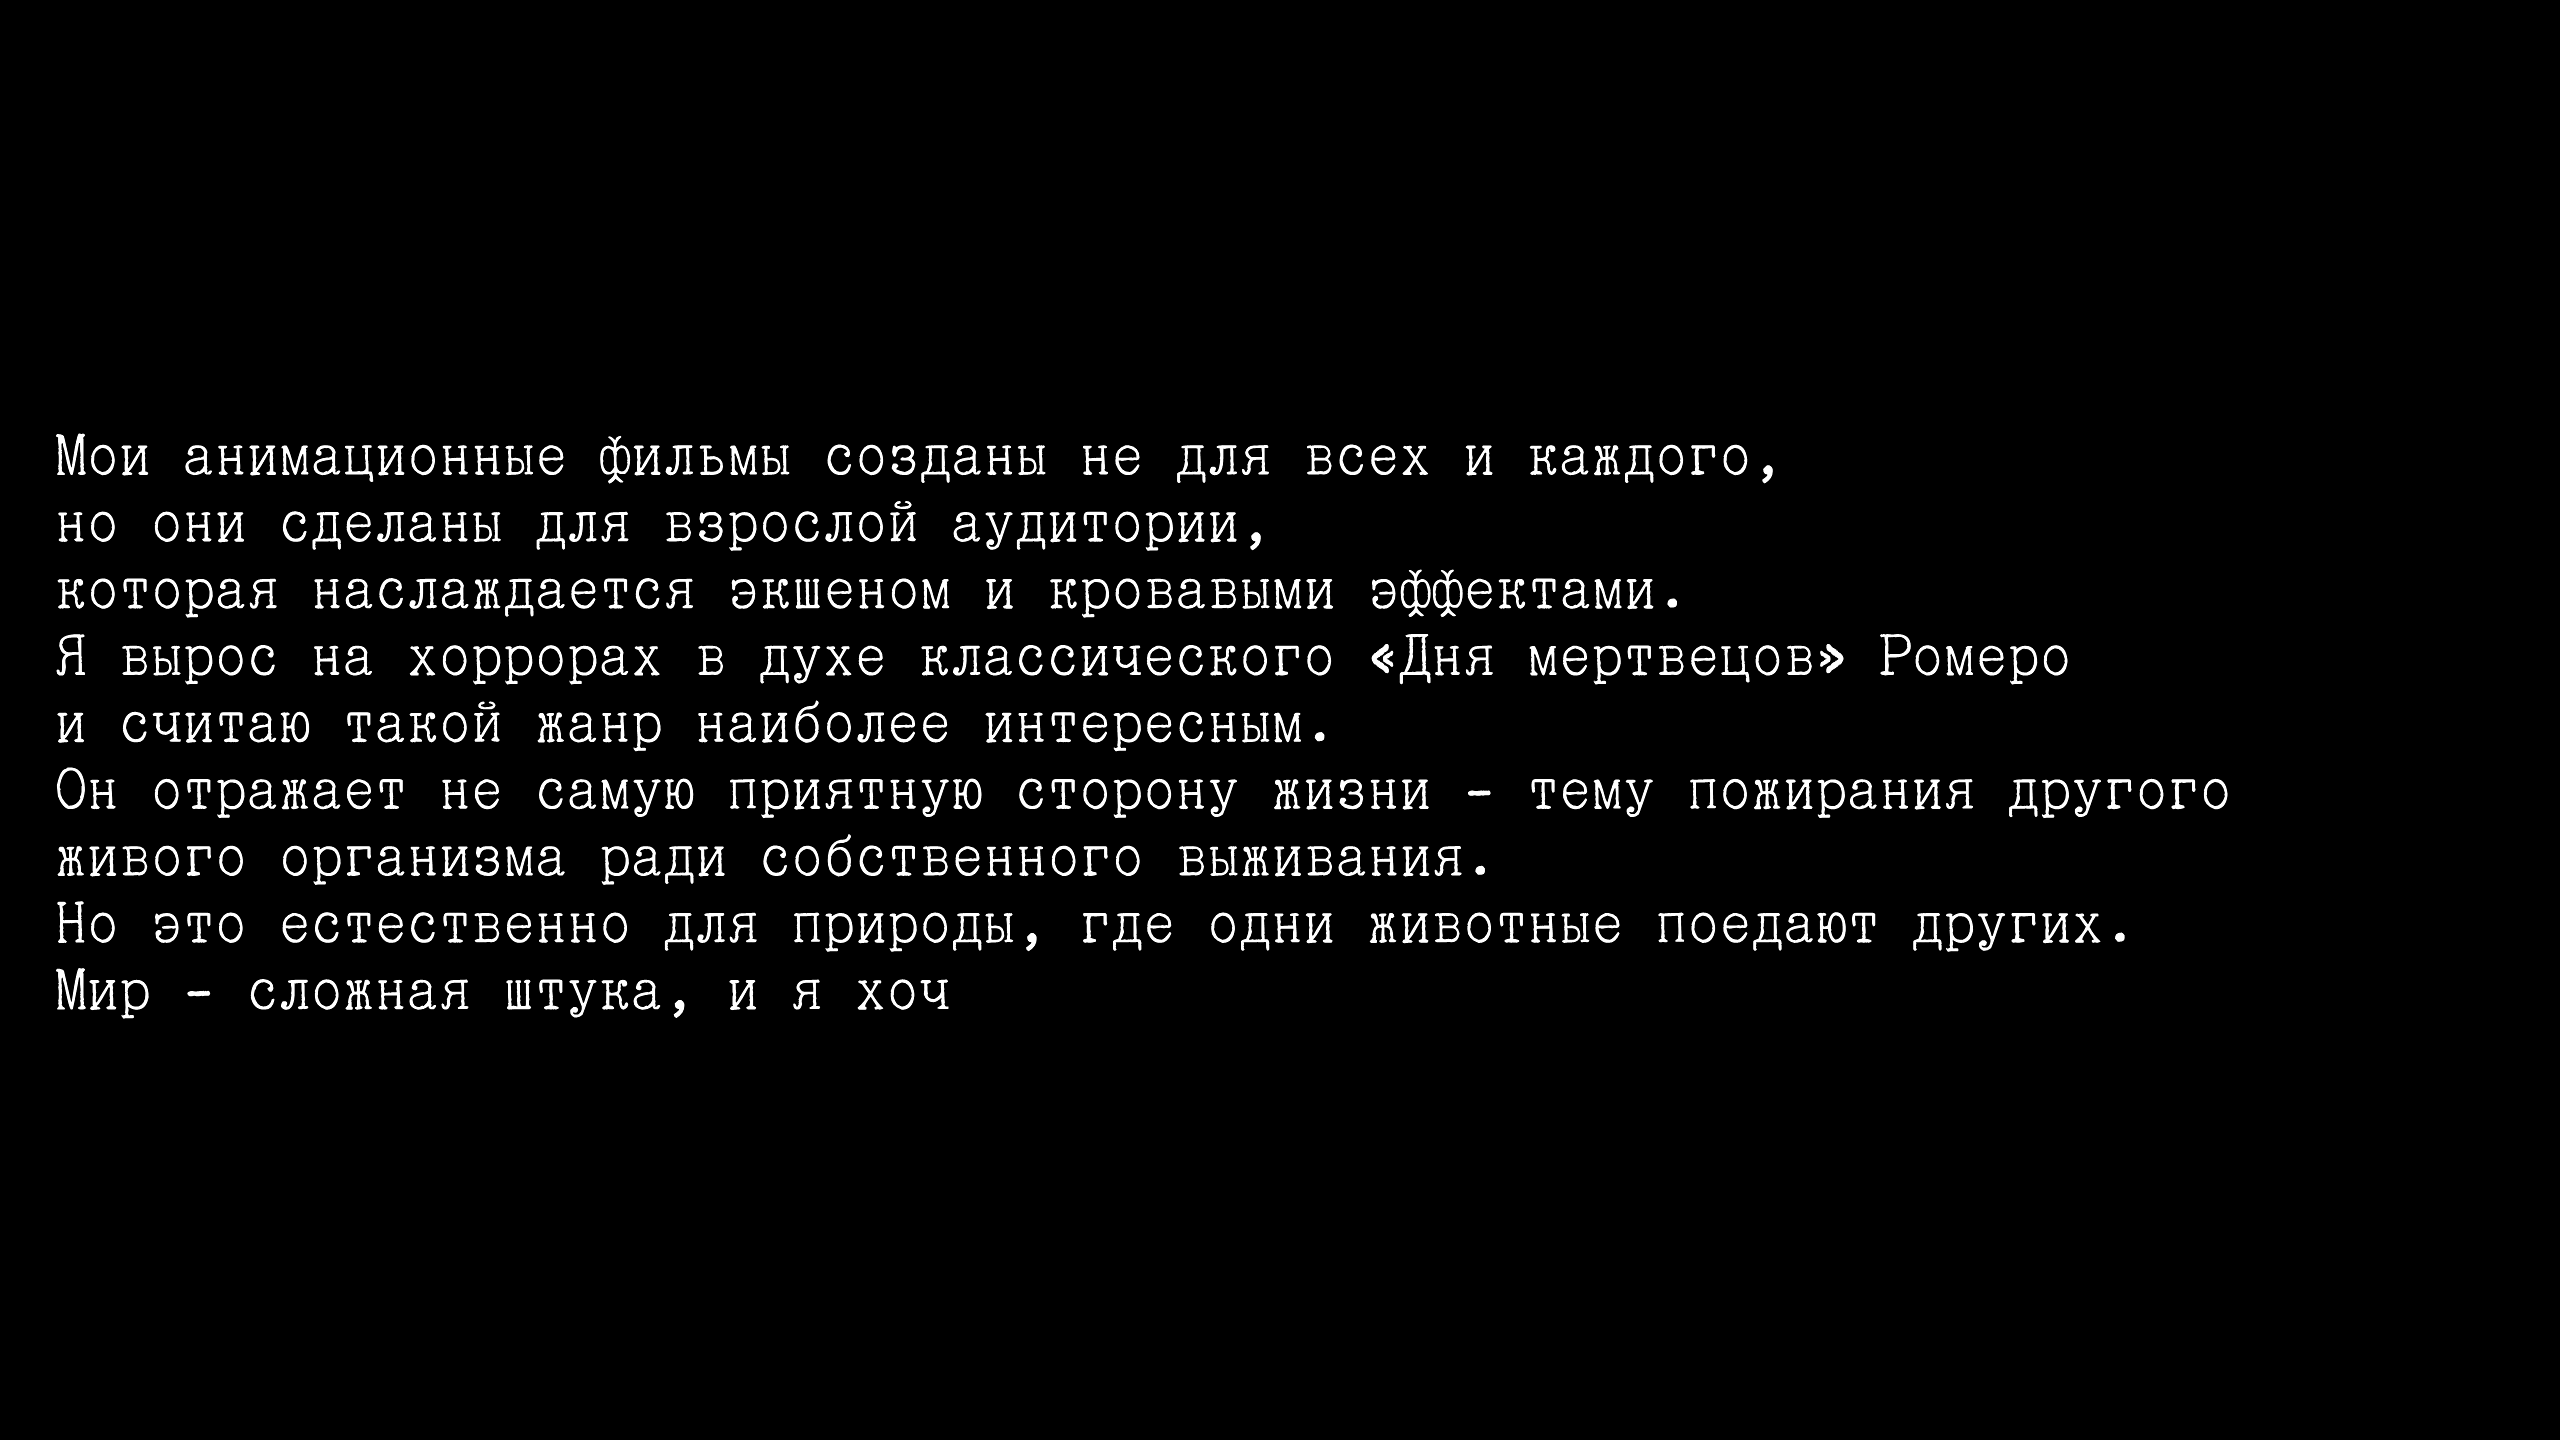 Мои анимационные фильмы созданы не для всех и каждого,
но они сделаны для взрослой аудитории,
которая наслаждается экшеном и кровавыми эффектами.
Я вырос на хоррорах в духе классического «Дня мертвецов» Ромеро
и считаю такой жанр наиболее интересным.
Он отражает не самую приятную сторону жизни - тему пожирания другого
живого организма ради собственного выживания.
Но это естественно для природы, где одни животные поедают других.
Мир - сложная штука, и я хоч